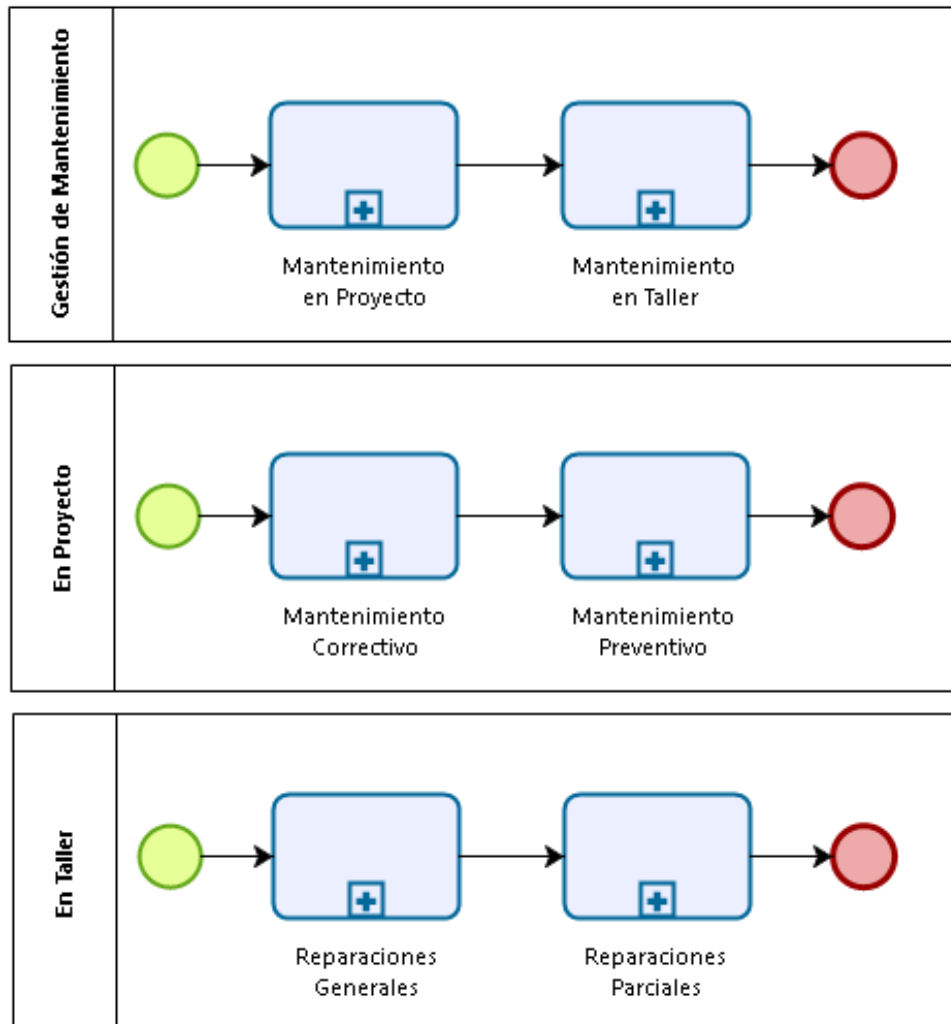 Gestión de Mantenimiento
Mantenimiento
en Proyecto
Mantenimiento
en Taller
En Proyecto
Mantenimiento
Correctivo
Mantenimiento
Preventivo
En Taller
Reparaciones
Generales
Reparaciones
Parciales